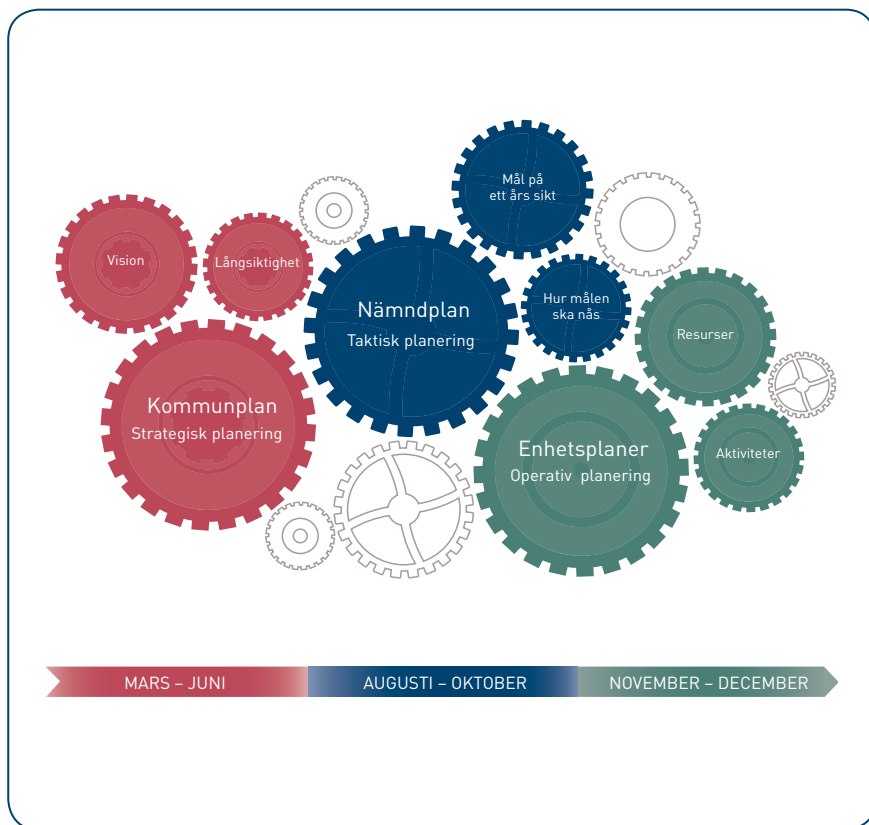 Vision
Långsiktighet
Kommunplan
Strategisk planering
Nämndplan
Taktisk planering
Mål på
ett års sikt
Hur målen
ska nås
Enhetsplaner
Operativ planering
Resurser
Aktiviteter
MARS – JUNI
AUGUSTI – OKTOBER
NOVEMBER – DECEMBER